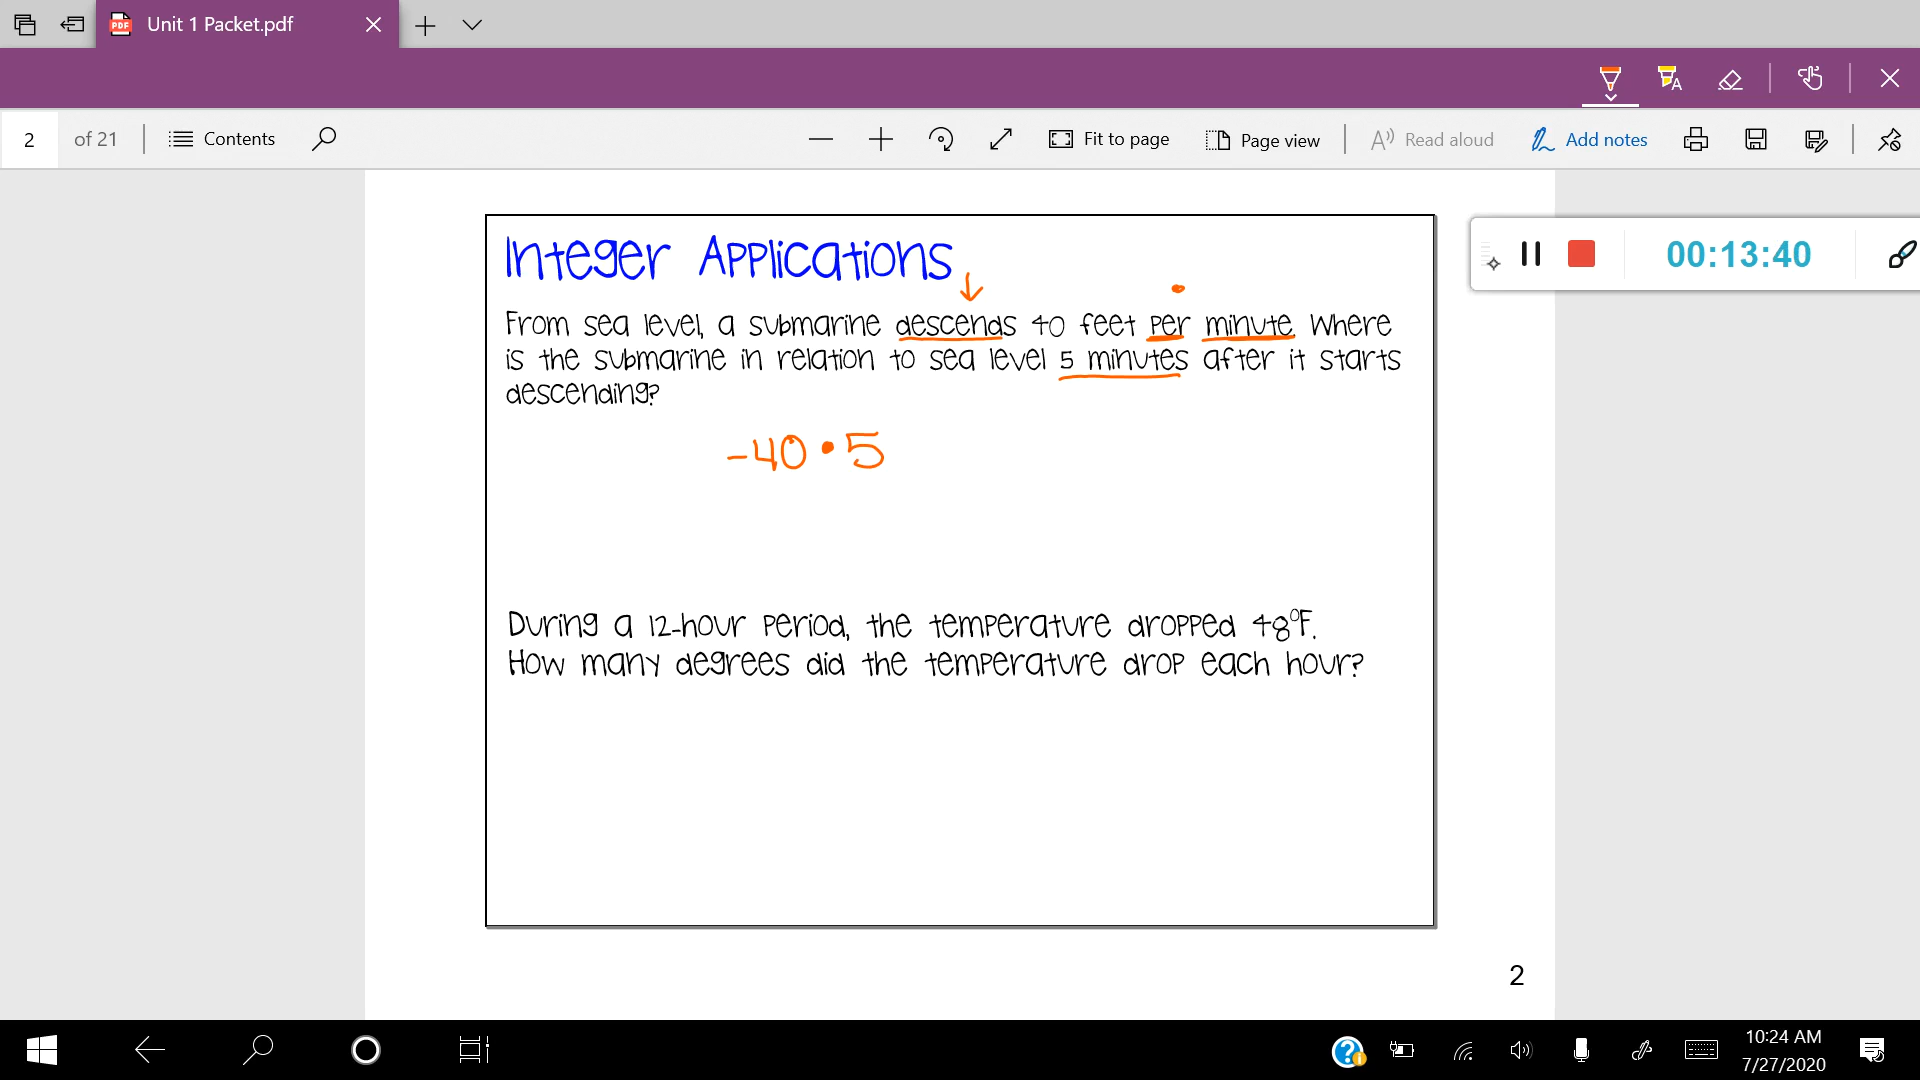 Unit 1 Packet.pdf
2 of 21 Contents Fit to page Page view Read aloud Add notes
00:13:40
Integer Applications
From sea level, a submarine descends 40 feet per minute. Where
is the submarine in relation to sea level 5 minutes after it starts
descending?
-40 • 5
During a 12-hour period, the temperature dropped 48°F.
How many degrees did the temperature drop each hour?
2
10:24 AM
7/27/2020